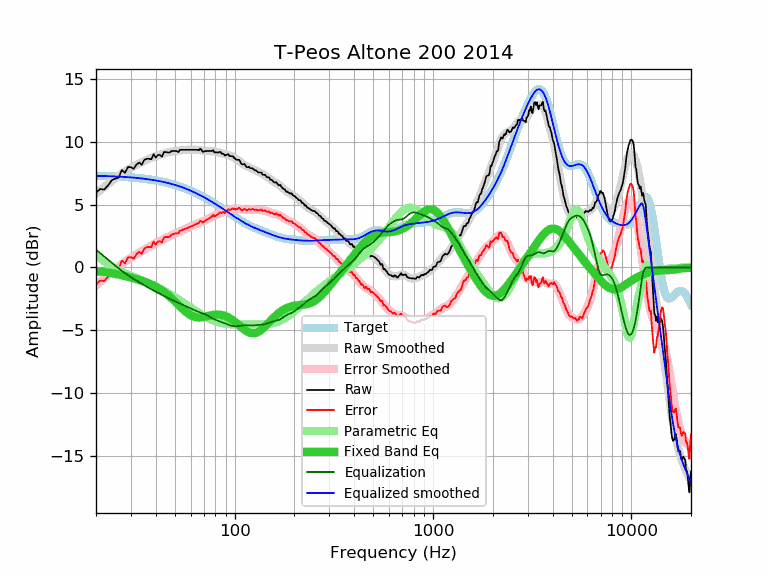 T-Peos Altone 200 2014
Amplitude (dBr)
15
10
5
0
−5
−10
−15
Target
Raw Smoothed
Error Smoothed
Raw
Error
Parametric Eq
Fixed Band Eq
Equalization
Equalized smoothed
100
1000
10000
Frequency (Hz)